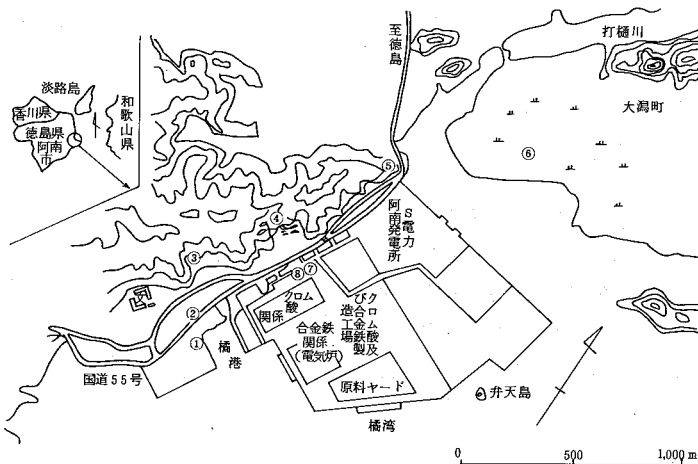 淡路島
香川県
徳島県
阿南市
和歌山県
至徳島
打樋川
大潟町
⑥
⑤
④
③
②
①
⑧⑦
S電力
阿南発電所
クロム酸
関係
クロム酸及
び合金鉄製
造工場
合金鉄
関係
(電気炉)
原料ヤード
橘港
国道55号
橘湾
弁天島
0 500 1,000m